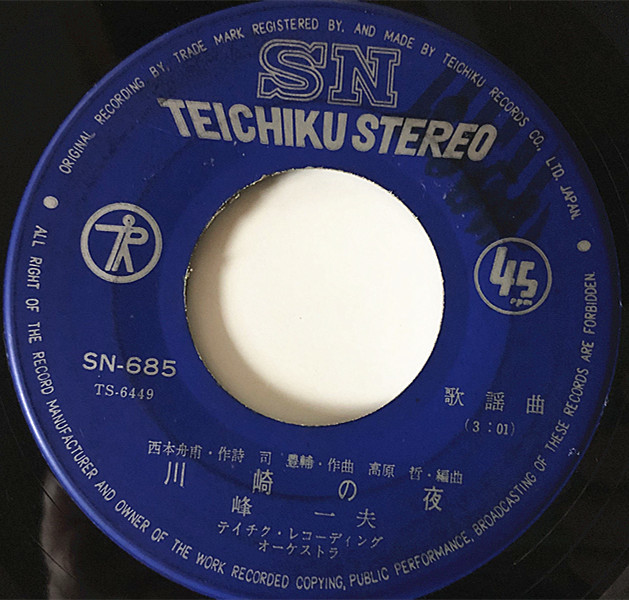 ORIGINAL RECORDING BY, TRADE MARK REGISTERED BY, AND MADE BY TEICHIKU RECORDS CO., LTD. JAPAN.
SN
TEICHIKU STEREO
45
rpm
SN-685
TS-6449
歌謡曲
(3:01)
西本舟甫・作詩 司 豊輔・作曲 高原 哲・編曲
川崎の夜
峰一夫
テイチク・レコーディング
オーケストラ
ALL RIGHT OF THE RECORD MANUFACTURER AND OWNER OF THE WORK RECORDED COPYING, PUBLIC PERFORMANCE, BROADCASTING OF THESE RECORDS ARE FORBIDDEN.